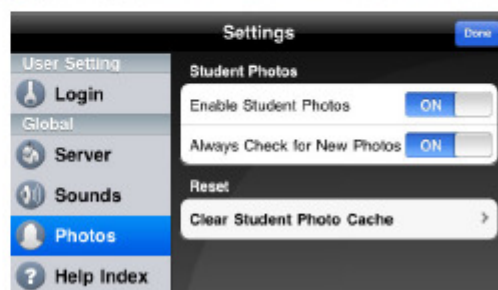 Settings
Done
User Setting
Login
Global
Server
Sounds
Photos
Help Index
Student Photos
Enable Student Photos ON
Always Check for New Photos ON
Reset
Clear Student Photo Cache